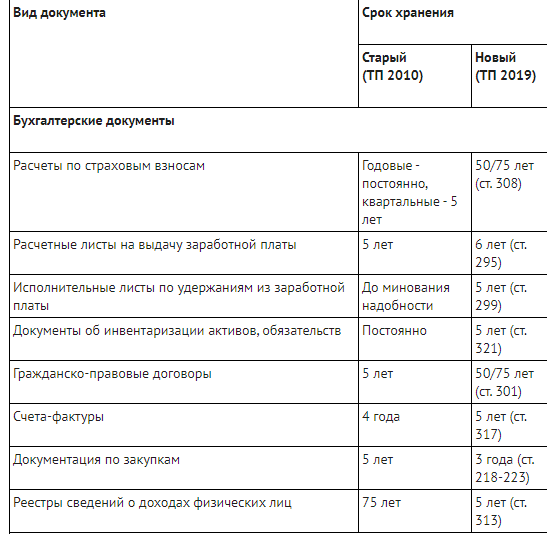 Вид документа
Срок хранения
Старый
(ТП 2010)
Новый
(ТП 2019)
Бухгалтерские документы
Расчеты по страховым взносам
Годовые -
постоянно,
квартальные - 5
лет
50/75 лет
(ст. 308)
Расчетные листы на выдачу заработной платы
5 лет
6 лет (ст.
295)
Исполнительные листы по удержаниям из заработной
платы
До минования
надобности
5 лет (ст.
299)
Документы об инвентаризации активов, обязательств
Постоянно
5 лет (ст.
321)
Гражданско-правовые договоры
5 лет
50/75 лет
(ст. 301)
Счета-фактуры
4 года
5 лет (ст.
317)
Документация по закупкам
5 лет
3 года (ст.
218-223)
Реестры сведений о доходах физических лиц
75 лет
5 лет (ст.
313)